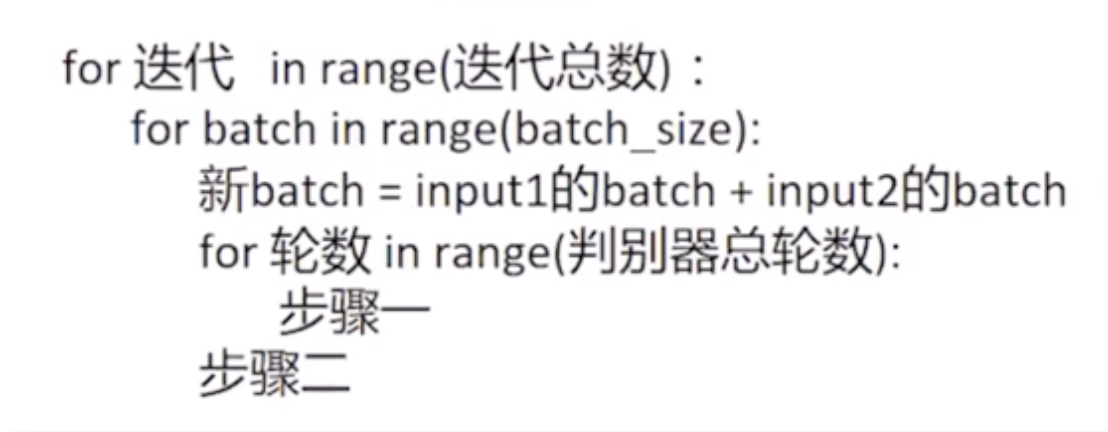 for 迭代 in range(迭代总数)：
for batch in range(batch_size):
新batch = input1的batch + input2的batch
for 轮数 in range(判别器总轮数):
步骤一
步骤二